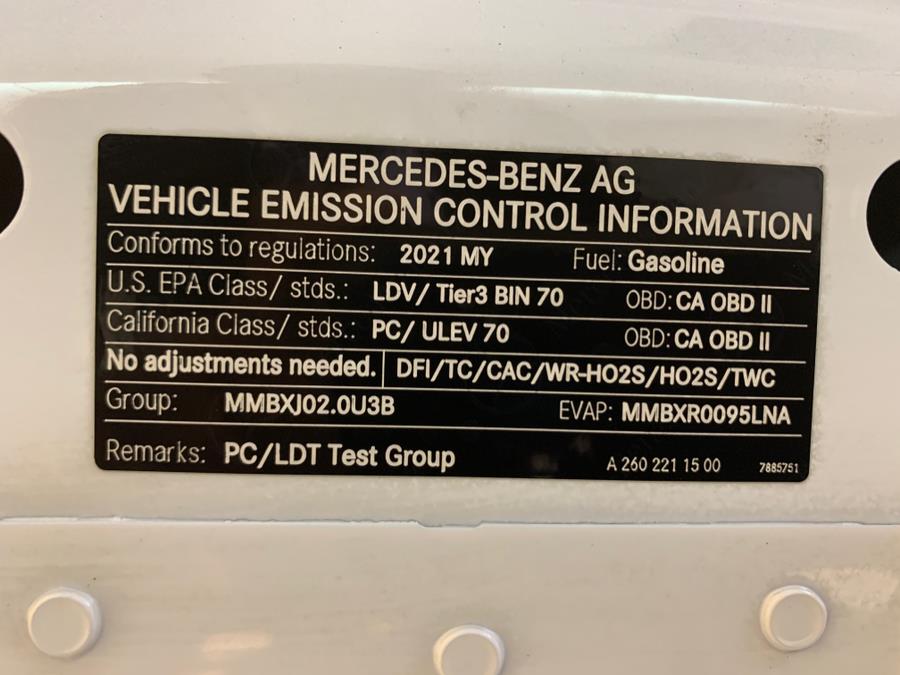 MERCEDES-BENZ AG
VEHICLE EMISSION CONTROL INFORMATION
Conforms to regulations: 2021 MY Fuel: Gasoline
U.S. EPA Class/ stds.: LDV/ Tier3 BIN 70 OBD: CA OBD II
California Class/ stds.: PC/ ULEV 70 OBD: CA OBD II
No adjustments needed. DFI/TC/CAC/WR-HO2S/HO2S/TWC
Group: MMBXJ02.0U3B EVAP: MMBXR0095LNA
Remarks: PC/LDT Test Group A 260 221 15 00 7885751